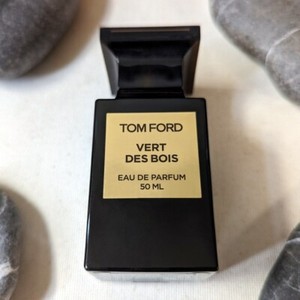 TOM FORD
VERT
DES BOIS
EAU DE PARFUM
50 ML